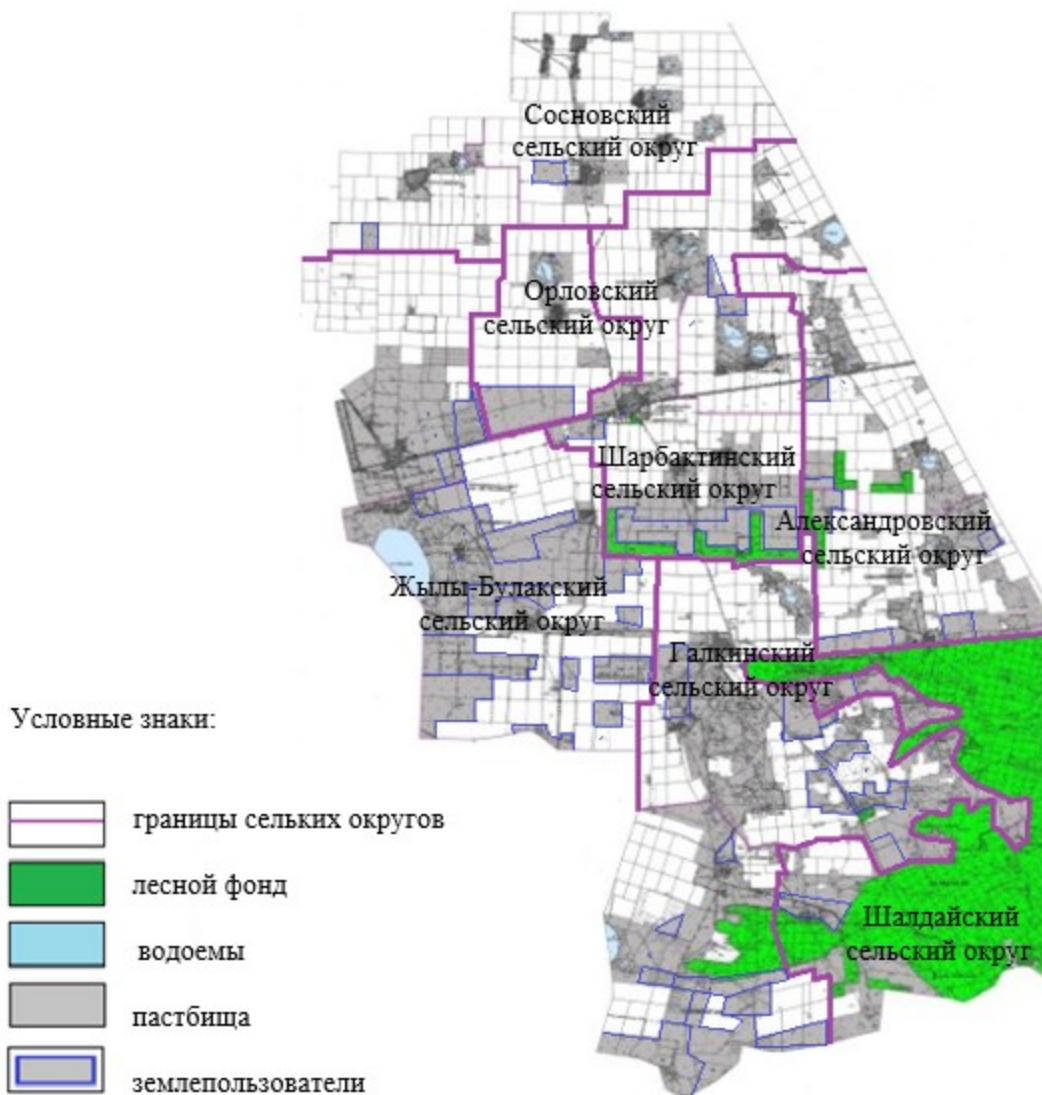 Сосновский
сельский округ
Орловский
сельский округ
Шарбактинский
сельский округ
Александровский
сельский округ
Жылы-Булакский
сельский округ
Галкинский
сельский округ
Шалдайский
сельский округ
Условные знаки:
границы сельких округов
лесной фонд
водоемы
пастбища
землепользователи